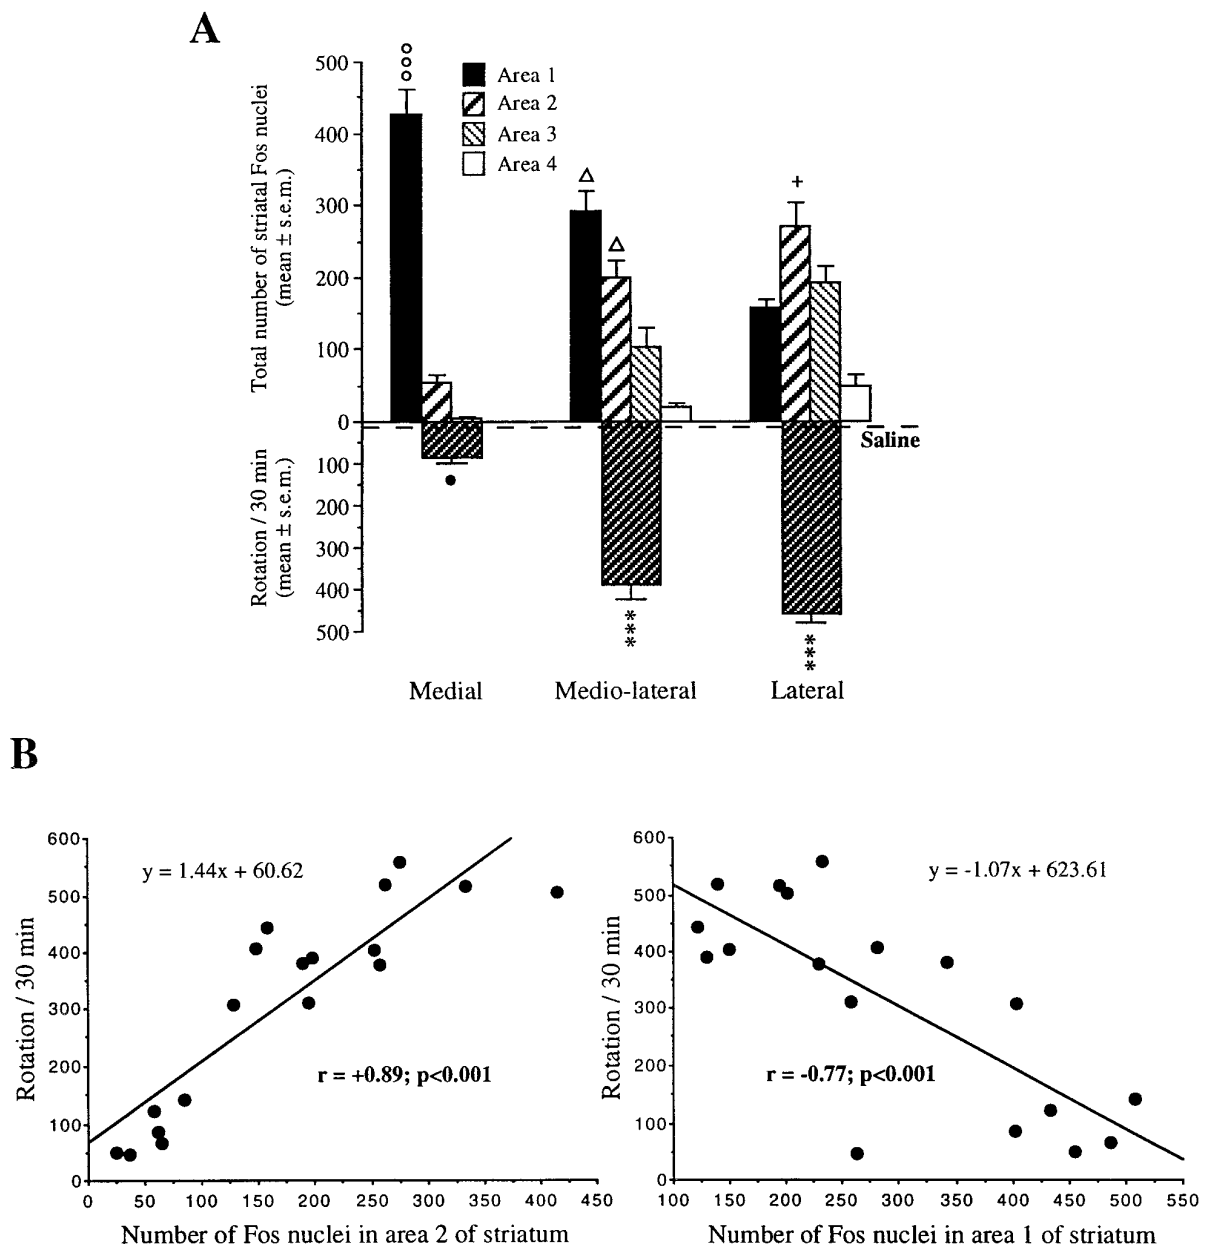 A
Total number of striatal Fos nuclei
(mean ± s.e.m.)
500
400
300
200
100
0
Area 1
Area 2
Area 3
Area 4
+
Saline
Rotation / 30 min
(mean ± s.e.m.)
100
200
300
400
500
***
***
Medial Medio-lateral Lateral
B
Rotation / 30 min
600
500
400
300
200
100
0
y = 1.44x + 60.62
r = +0.89; p<0.001
0 50 100 150 200 250 300 350 400 450
Number of Fos nuclei in area 2 of striatum
Rotation / 30 min
600
500
400
300
200
100
0
y = -1.07x + 623.61
r = -0.77; p<0.001
100 150 200 250 300 350 400 450 500 550
Number of Fos nuclei in area 1 of striatum